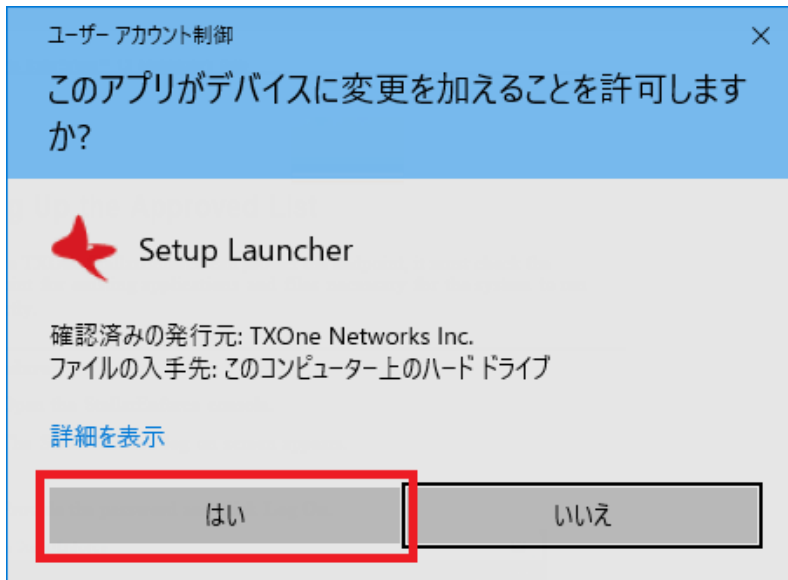 ユーザー アカウント制御
このアプリがデバイスに変更を加えることを許可します
か?
Setup Launcher
確認済みの発行元: TXOne Networks Inc.
ファイルの入手先: このコンピューター上のハード ドライブ
詳細を表示
はい
いいえ